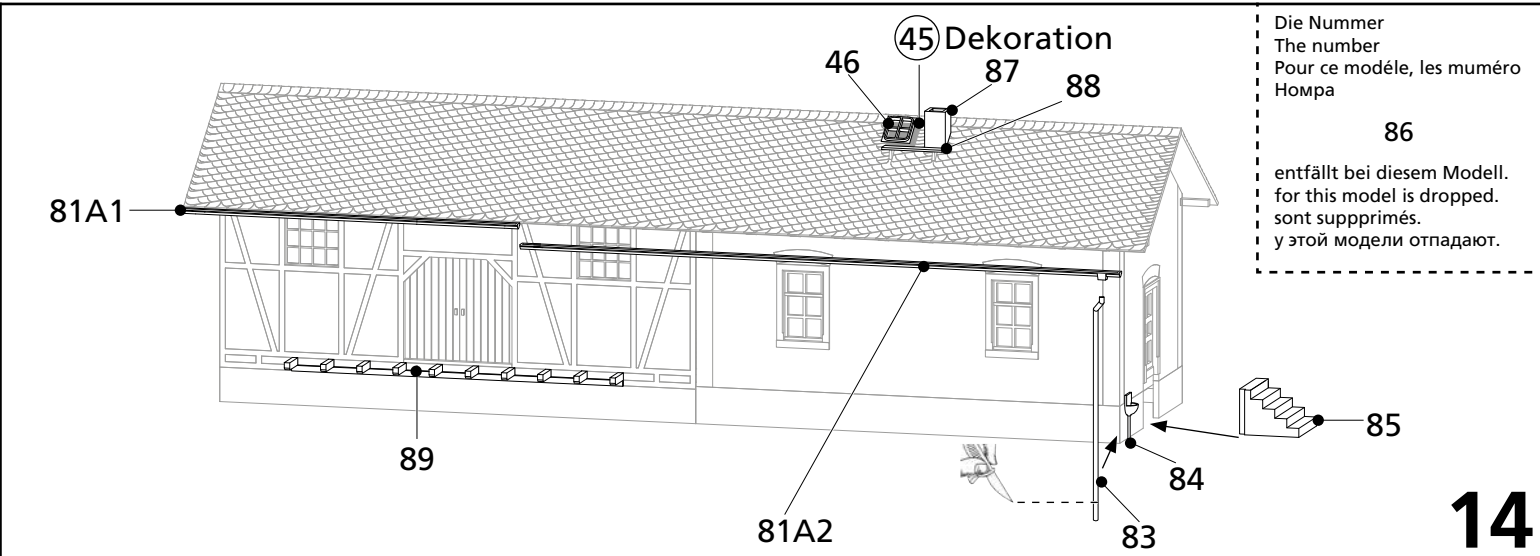 45 Dekoration
46
87
88
81A1
89
81A2
83
84
85
Die Nummer
The number
Pour ce modéle, les muméro
Номра
86
entfällt bei diesem Modell.
for this model is dropped.
sont suppprimés.
у этой модели отпадают.
14